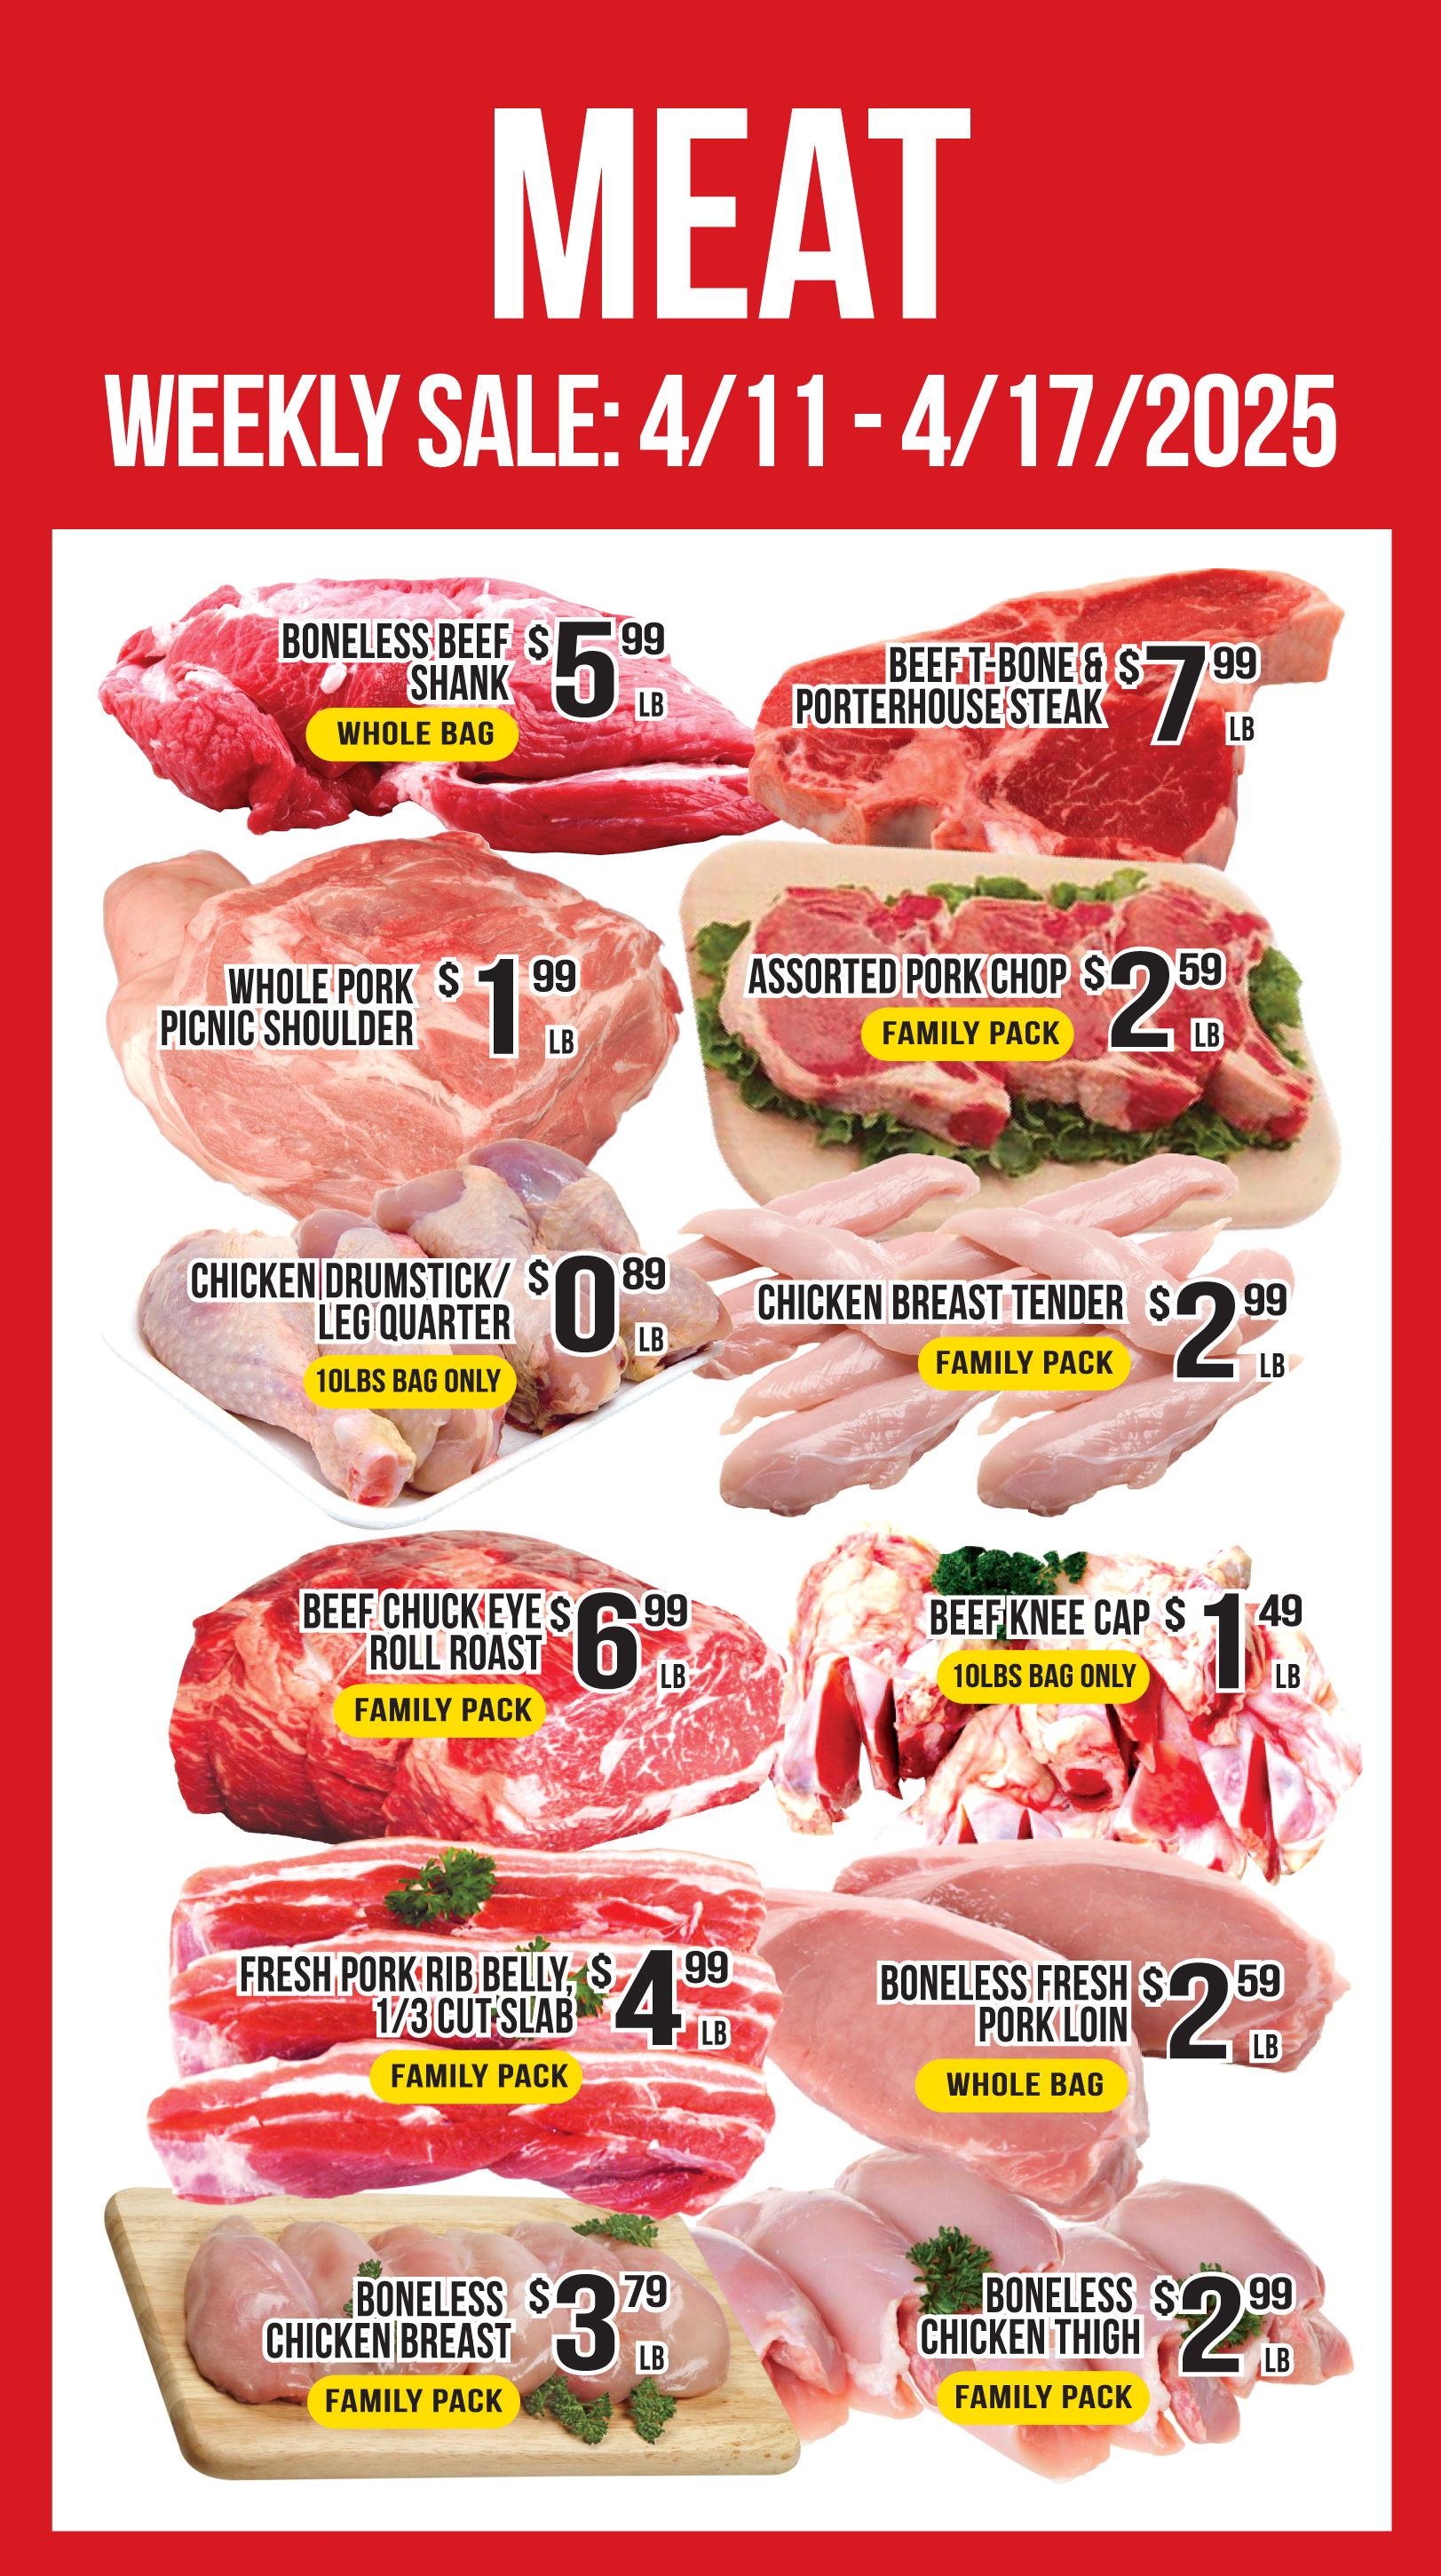 MEAT
WEEKLY SALE: 4/11 - 4/17/2025
BONELESS BEEF
SHANK
$5 99
LB
WHOLE BAG
BEEF T-BONE &
PORTERHOUSE STEAK
$7 99
LB
WHOLE PORK
PICNIC SHOULDER
$1 99
LB
ASSORTED PORK CHOP
$2 59
LB
FAMILY PACK
CHICKEN DRUMSTICK/
LEG QUARTER
$0 89
LB
10LBS BAG ONLY
CHICKEN BREAST TENDER
$2 99
LB
FAMILY PACK
BEEF CHUCK EYE
ROLL ROAST
$6 99
LB
FAMILY PACK
BEEF KNEE CAP
$1 49
LB
10LBS BAG ONLY
FRESH PORK RIB BELLY,
1/3 CUT SLAB
$4 99
LB
FAMILY PACK
BONELESS FRESH
PORK LOIN
$2 59
LB
WHOLE BAG
BONELESS
CHICKEN BREAST
$3 79
LB
FAMILY PACK
BONELESS
CHICKEN THIGH
$2 99
LB
FAMILY PACK